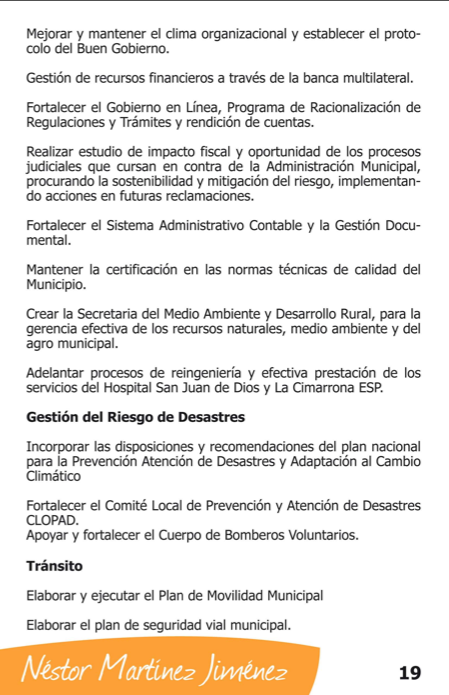 Mejorar y mantener el clima organizacional y establecer el proto-
colo del Buen Gobierno.
Gestión de recursos financieros a través de la banca multilateral.
Fortalecer el Gobierno en Línea, Programa de Racionalización de
Regulaciones y Trámites y rendición de cuentas.
Realizar estudio de impacto fiscal y oportunidad de los procesos
judiciales que cursan en contra de la Administración Municipal,
procurando la sostenibilidad y mitigación del riesgo, implementan-
do acciones en futuras reclamaciones.
Fortalecer el Sistema Administrativo Contable y la Gestión Docu-
mental.
Mantener la certificación en las normas técnicas de calidad del
Municipio.
Crear la Secretaria del Medio Ambiente y Desarrollo Rural, para la
gerencia efectiva de los recursos naturales, medio ambiente y del
agro municipal.
Adelantar procesos de reingeniería y efectiva prestación de los
servicios del Hospital San Juan de Dios y La Cimarrona ESP.
Gestión del Riesgo de Desastres
Incorporar las disposiciones y recomendaciones del plan nacional
para la Prevención Atención de Desastres y Adaptación al Cambio
Climático
Fortalecer el Comité Local de Prevención y Atención de Desastres
CLOPAD.
Apoyar y fortalecer el Cuerpo de Bomberos Voluntarios.
Tránsito
Elaborar y ejecutar el Plan de Movilidad Municipal
Elaborar el plan de seguridad vial municipal.
Néstor Martínez Jiménez
19